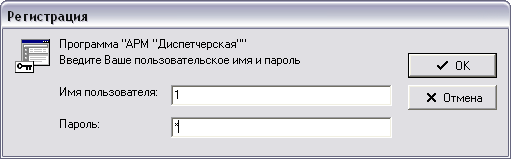 Регистрация
Программа "АРМ "Диспетчерская""
Введите Ваше пользовательское имя и пароль
Имя пользователя: 1
Пароль: *
OK
Отмена